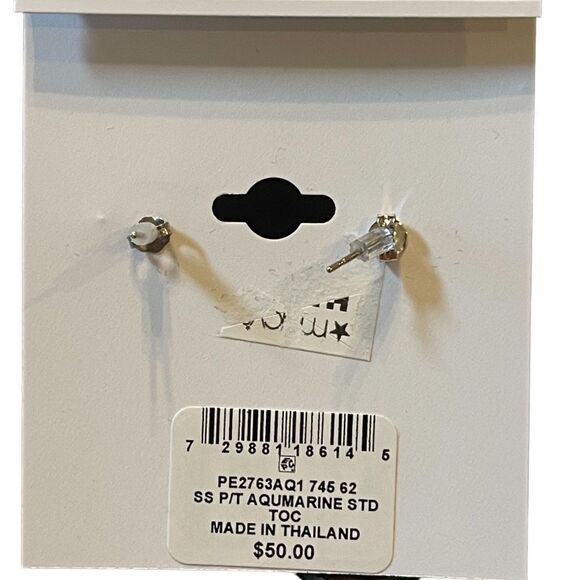 ★m
7 29881 18614 5
PE2763AQ1 745 62
SS P/T AQUMARINE STD
TOC
MADE IN THAILAND
$50.00